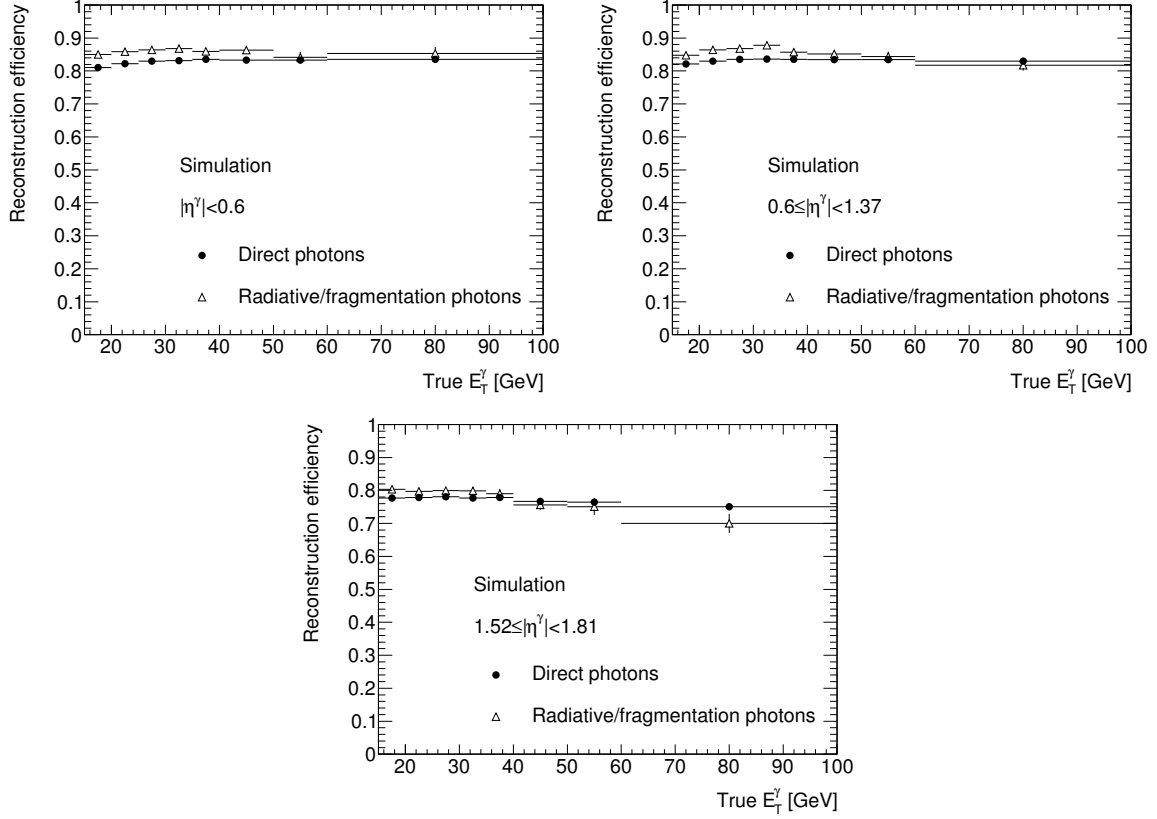 Reconstruction efficiency
1
0.9
0.8
0.7
0.6
0.5
0.4
0.3
0.2
0.1
0
Simulation
|η^γ|<0.6
Direct photons
Radiative/fragmentation photons
20 30 40 50 60 70 80 90 100
True E_T^γ [GeV]
Reconstruction efficiency
1
0.9
0.8
0.7
0.6
0.5
0.4
0.3
0.2
0.1
0
Simulation
0.6≤|η^γ|<1.37
Direct photons
Radiative/fragmentation photons
20 30 40 50 60 70 80 90 100
True E_T^γ [GeV]
Reconstruction efficiency
1
0.9
0.8
0.7
0.6
0.5
0.4
0.3
0.2
0.1
0
Simulation
1.52≤|η^γ|<1.81
Direct photons
Radiative/fragmentation photons
20 30 40 50 60 70 80 90 100
True E_T^γ [GeV]